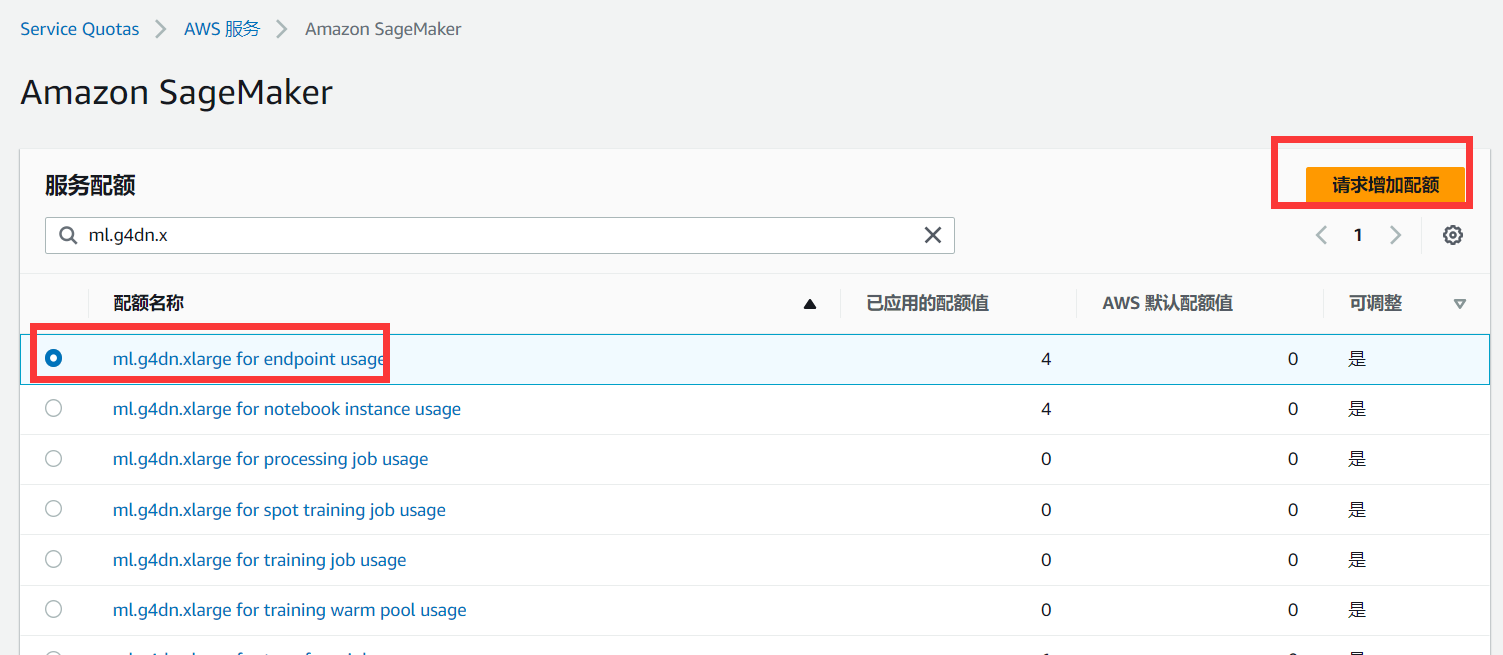 Service Quotas > AWS 服务 > Amazon SageMaker
Amazon SageMaker
服务配额
请求增加配额
ml.g4dn.x
1
配额名称 已应用的配额值 AWS 默认配额值 可调整
ml.g4dn.xlarge for endpoint usage 4 0 是
ml.g4dn.xlarge for notebook instance usage 4 0 是
ml.g4dn.xlarge for processing job usage 0 0 是
ml.g4dn.xlarge for spot training job usage 0 0 是
ml.g4dn.xlarge for training job usage 0 0 是
ml.g4dn.xlarge for training warm pool usage 0 0 是